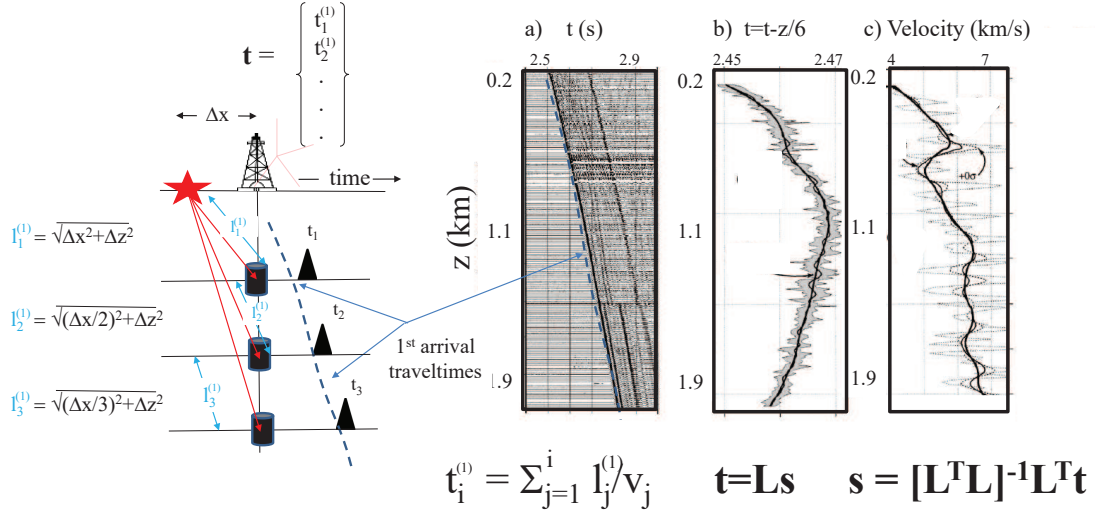 t = t₁⁽¹⁾
t₂⁽¹⁾
.
.
.
Δx
time
l₁⁽¹⁾ = √Δx²+Δz²
l₁⁽¹⁾
t₁
l₂⁽¹⁾ = √(Δx/2)²+Δz²
l₂⁽¹⁾
t₂
1ˢᵗ arrival
traveltimes
l₃⁽¹⁾ = √(Δx/3)²+Δz²
l₃⁽¹⁾
t₃
a) t (s)
2.5 2.9
0.2
1.1
1.9
z (km)
b) t=t-z/6
2.45 2.47
0.2
1.1
1.9
c) Velocity (km/s)
4 7
0.2
1.1
1.9
+0σ
tᵢ⁽¹⁾ = Σⱼ₌₁ⁱ lⱼ⁽¹⁾/vⱼ
t=Ls
s = [LᵀL]⁻¹Lᵀt